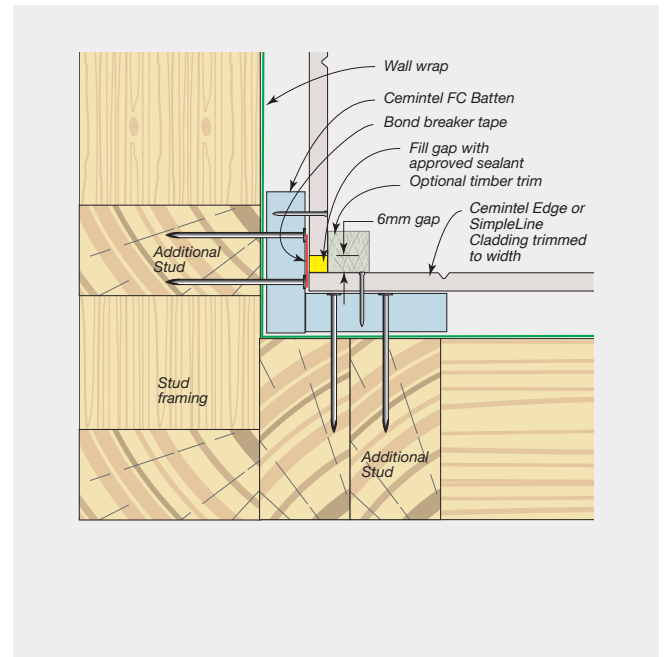 Wall wrap
Cemintel FC Batten
Bond breaker tape
Fill gap with
approved sealant
Optional timber trim
6mm gap
Cemintel Edge or
SimpleLine
Cladding trimmed
to width
Additional
Stud
Stud
framing
Additional
Stud